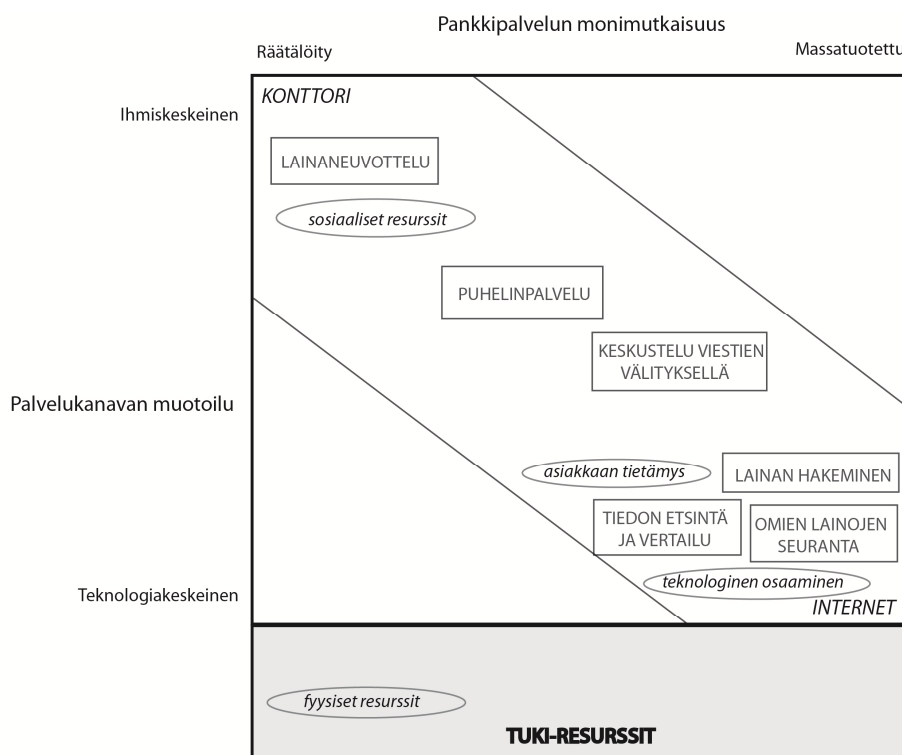 Pankkipalvelun monimutkaisuus
Räätälöity
Massatuotettu
Ihmiskeskeinen
KONTTORI
LAINANEUVOTTELU
sosiaaliset resurssit
PUHELINPALVELU
KESKUSTELU VIESTIEN
VÄLITYKSELLÄ
Palvelukanavan muotoilu
asiakkaan tietämys
LAINAN HAKEMINEN
TIEDON ETSINTÄ
JA VERTAILU
OMIEN LAINOJEN
SEURANTA
teknologinen osaaminen
Teknologiakeskeinen
INTERNET
fyysiset resurssit
TUKI-RESURSSIT